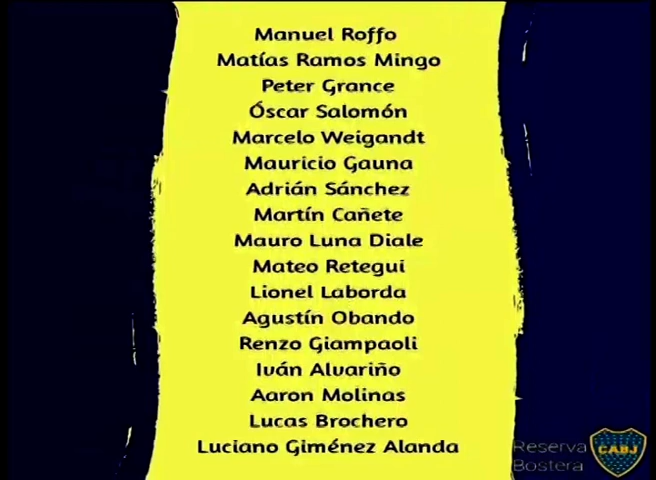 Manuel Roffo
Matías Ramos Mingo
Peter Grance
Óscar Salomón
Marcelo Weigandt
Mauricio Gauna
Adrián Sánchez
Martín Cañete
Mauro Luna Diale
Mateo Retegui
Lionel Laborda
Agustín Obando
Renzo Giampaoli
Iván Alvariño
Aaron Molinas
Lucas Brochero
Luciano Giménez Alanda
Reserva
Bostera
CABJ